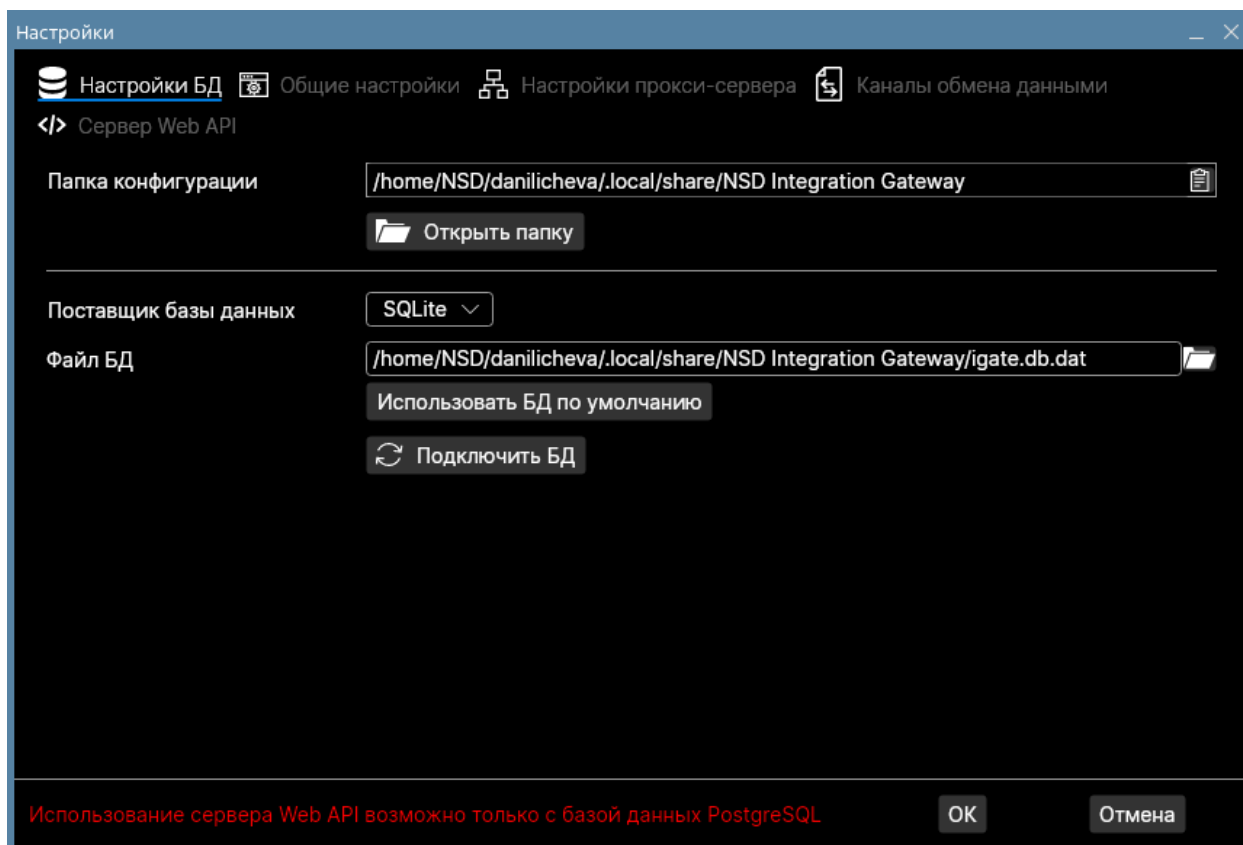 Настройки
Настройки БД Общие настройки Настройки прокси-сервера Каналы обмена данными
Сервер Web API
Папка конфигурации /home/NSD/danilicheva/.local/share/NSD Integration Gateway
Открыть папку
Поставщик базы данных SQLite
Файл БД /home/NSD/danilicheva/.local/share/NSD Integration Gateway/igate.db.dat
Использовать БД по умолчанию
Подключить БД
Использование сервера Web API возможно только с базой данных PostgreSQL OK Отмена